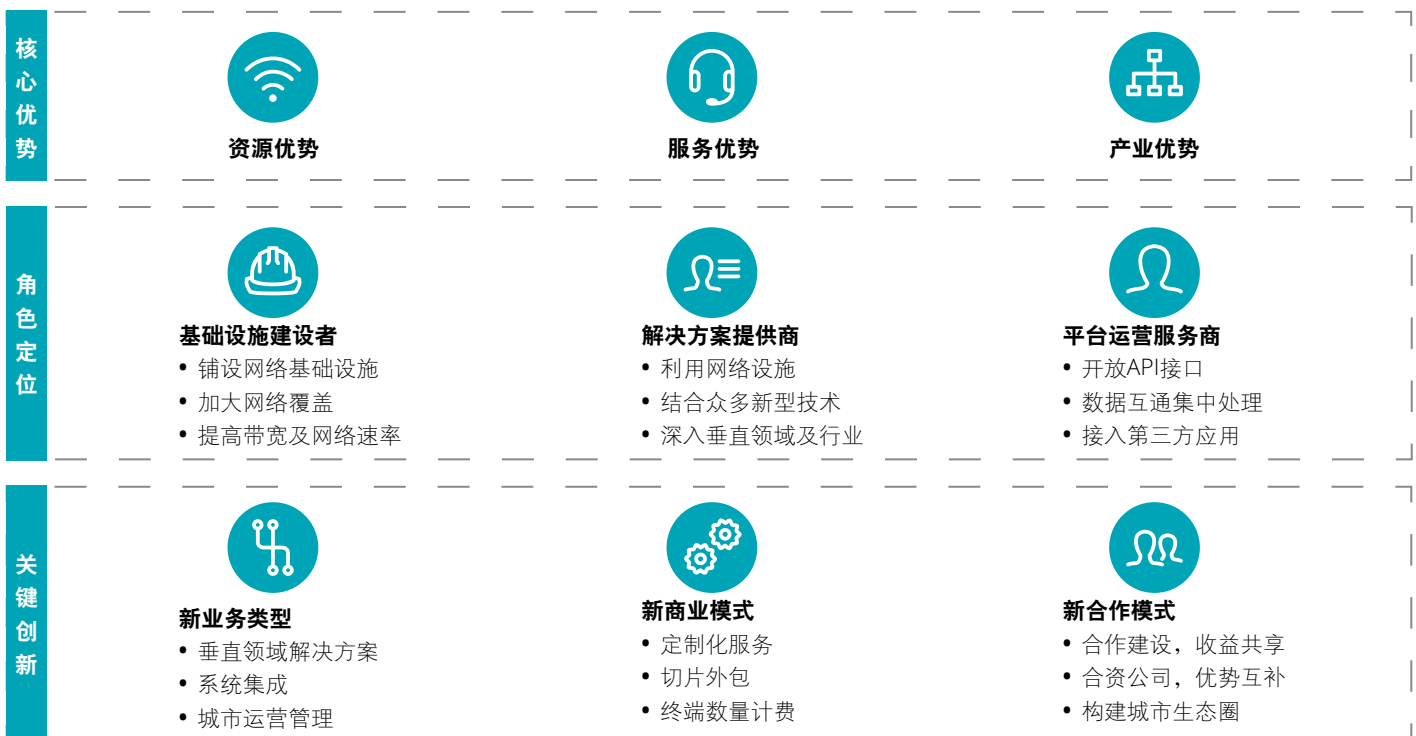 核心优势
资源优势
服务优势
产业优势
角色定位
基础设施建设者
• 铺设网络基础设施
• 加大网络覆盖
• 提高带宽及网络速率
解决方案提供商
• 利用网络设施
• 结合众多新型技术
• 深入垂直领域及行业
平台运营服务商
• 开放API接口
• 数据互通集中处理
• 接入第三方应用
关键创新
新业务类型
• 垂直领域解决方案
• 系统集成
• 城市运营管理
新商业模式
• 定制化服务
• 切片外包
• 终端数量计费
新合作模式
• 合作建设，收益共享
• 合资公司，优势互补
• 构建城市生态圈